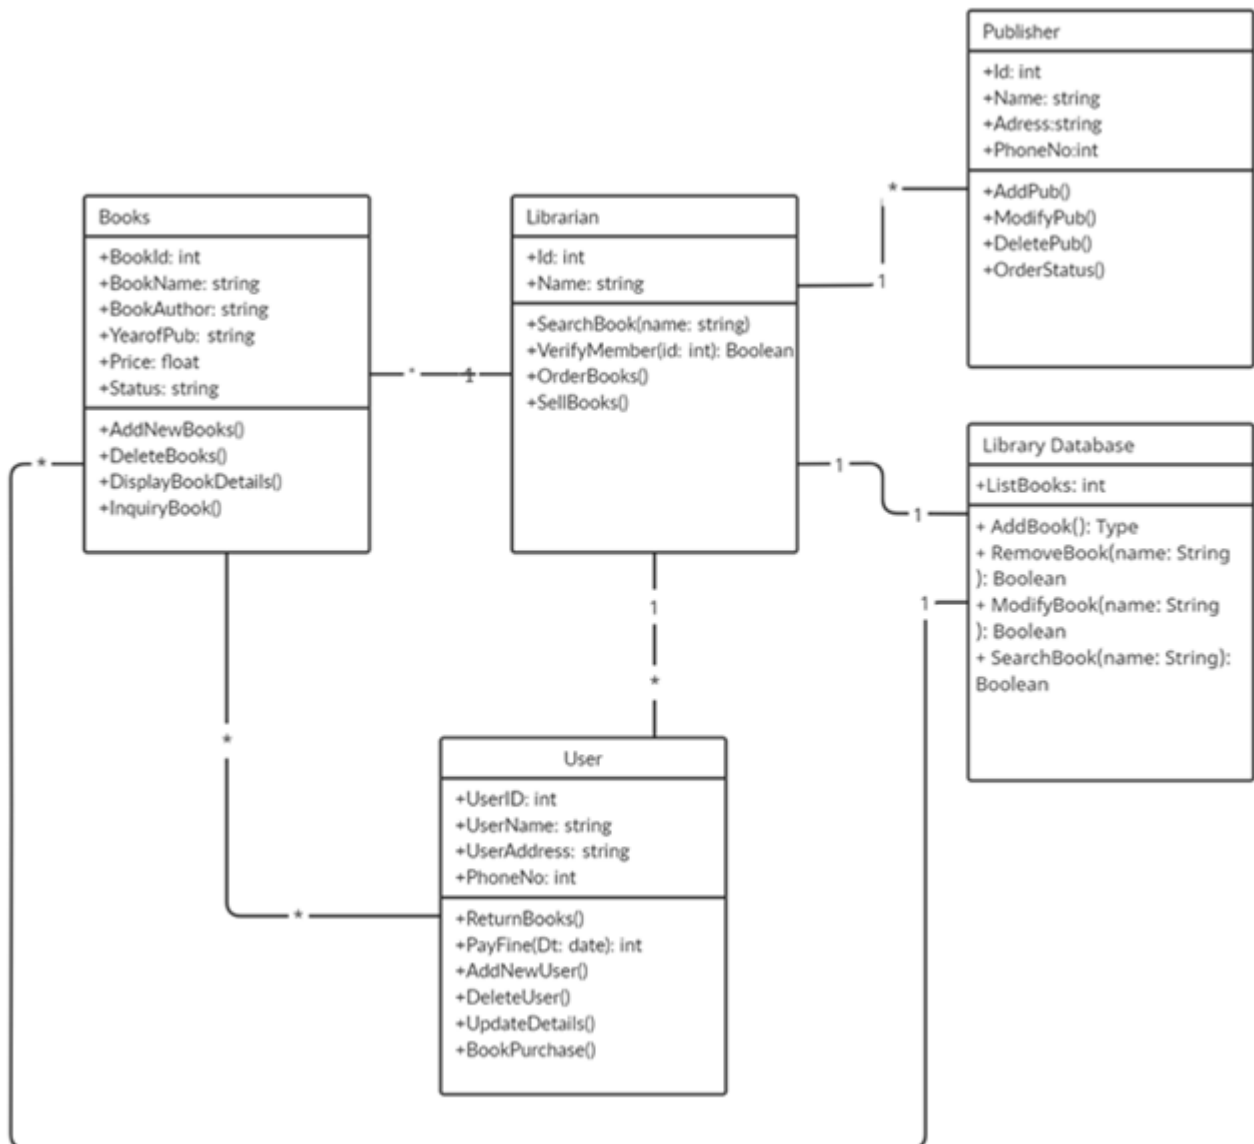 Publisher
+Id: int
+Name: string
+Adress:string
+PhoneNo:int
+AddPub()
+ModifyPub()
+DeletePub()
+OrderStatus()
*
1
Books
+BookId: int
+BookName: string
+BookAuthor: string
+YearofPub: string
+Price: float
+Status: string
+AddNewBooks()
+DeleteBooks()
+DisplayBookDetails()
+InquiryBook()
*
1
Librarian
+Id: int
+Name: string
+SearchBook(name: string)
+VerifyMember(id: int): Boolean
+OrderBooks()
+SellBooks()
1
1
Library Database
+ListBooks: int
+ AddBook(): Type
+ RemoveBook(name: String
): Boolean
+ ModifyBook(name: String
): Boolean
+ SearchBook(name: String):
Boolean
*
1
1
*
*
*
User
+UserID: int
+UserName: string
+UserAddress: string
+PhoneNo: int
+ReturnBooks()
+PayFine(Dt: date): int
+AddNewUser()
+DeleteUser()
+UpdateDetails()
+BookPurchase()